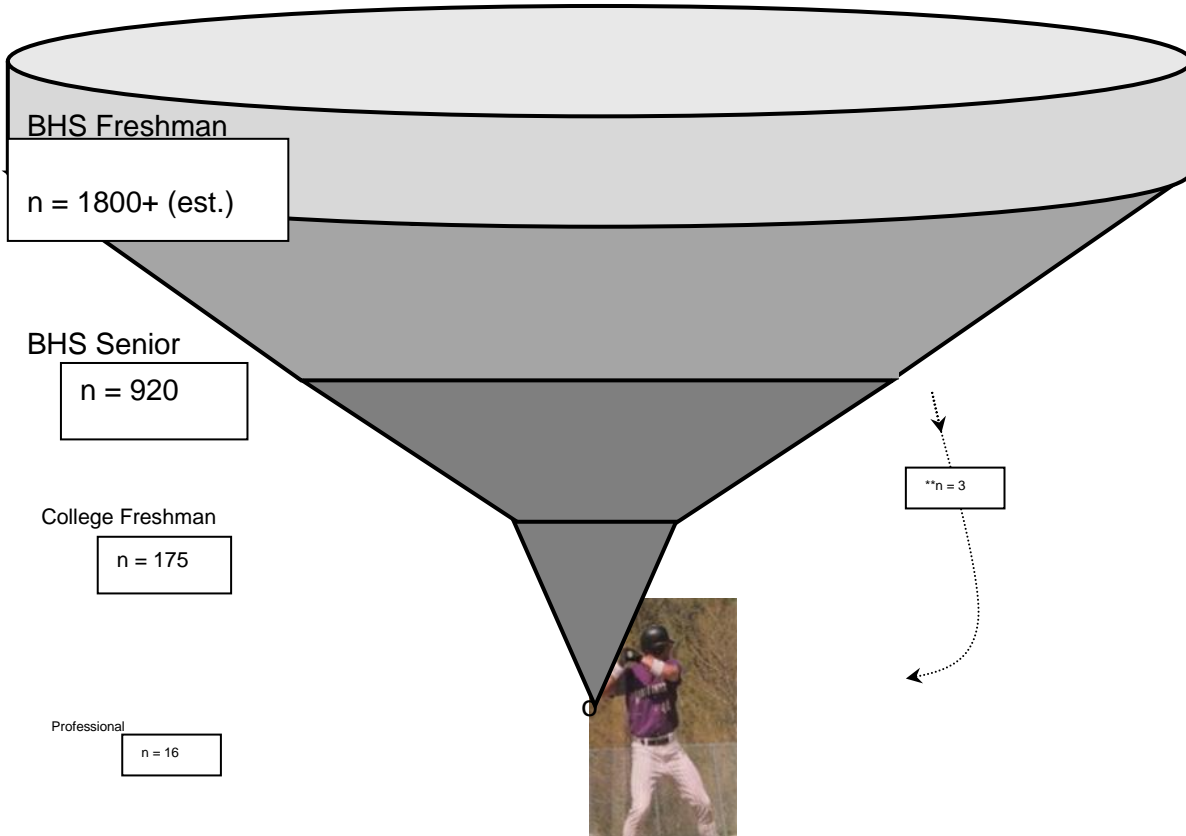 BHS Freshman
n = 1800+ (est.)
BHS Senior
n = 920
**n = 3
College Freshman
n = 175
o
Professional
n = 16